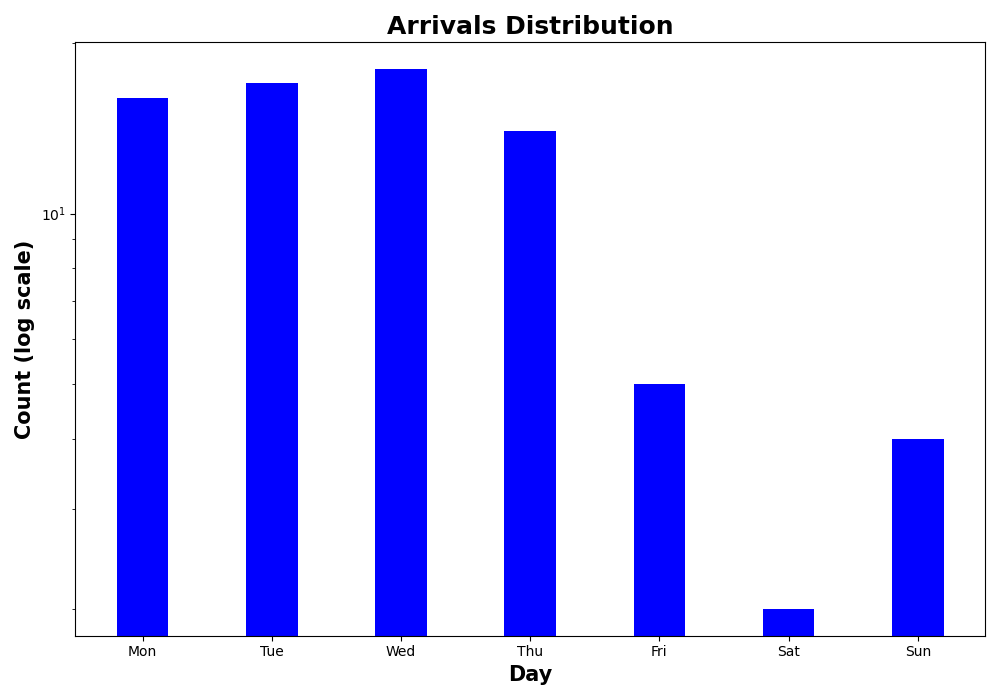 Arrivals Distribution
Count (log scale)
10¹
Mon Tue Wed Thu Fri Sat Sun
Day